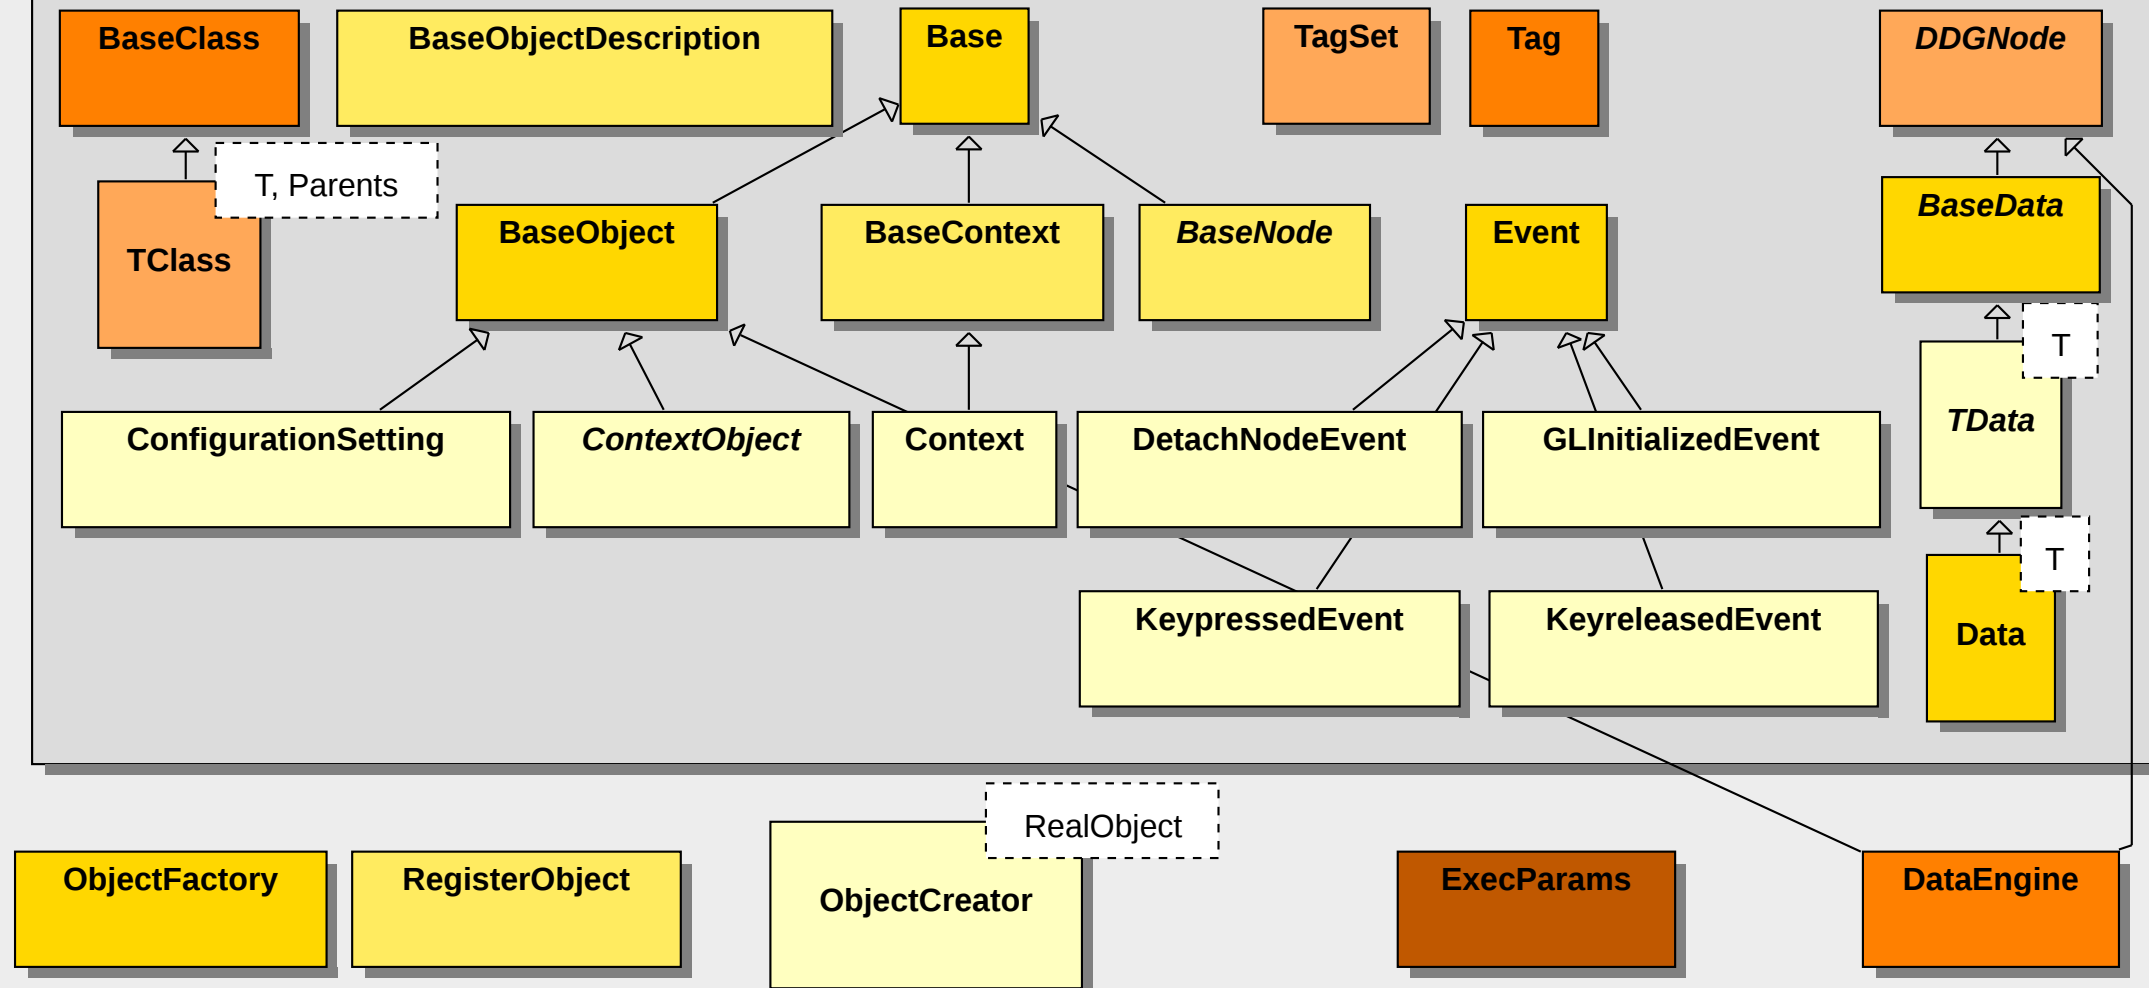 BaseClass
BaseObjectDescription
Base
TagSet
Tag
DDGNode
T, Parents
TClass
BaseObject
BaseContext
BaseNode
Event
BaseData
T
TData
ConfigurationSetting
ContextObject
Context
DetachNodeEvent
GLInitializedEvent
T
Data
KeypressedEvent
KeyreleasedEvent
RealObject
ObjectFactory
RegisterObject
ObjectCreator
ExecParams
DataEngine